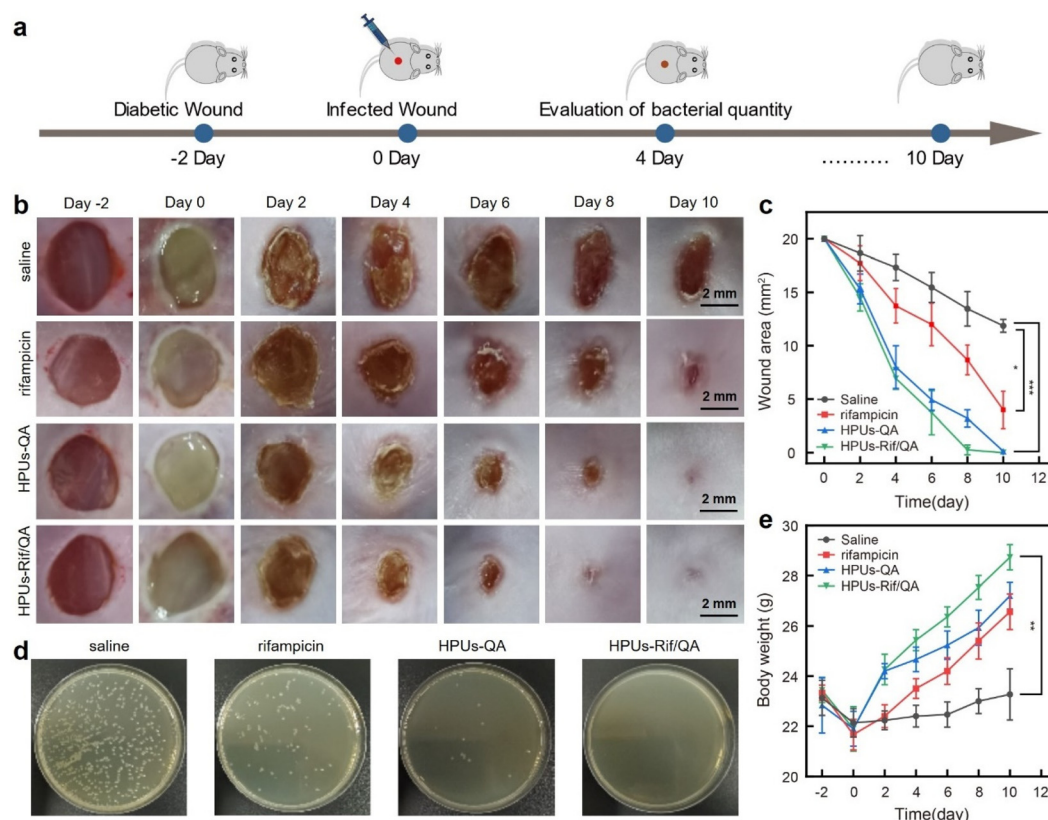 a
Diabetic Wound
Infected Wound
Evaluation of bacterial quantity
-2 Day
0 Day
4 Day
..........
10 Day
b
Day -2
Day 0
Day 2
Day 4
Day 6
Day 8
Day 10
saline
2 mm
rifampicin
2 mm
HPUs-QA
2 mm
HPUs-Rif/QA
2 mm
c
Wound area (mm²)
20
15
10
5
0
Saline
rifampicin
HPUs-QA
HPUs-Rif/QA
*
***
0 2 4 6 8 10 12
Time(day)
d
saline
rifampicin
HPUs-QA
HPUs-Rif/QA
e
Body weight (g)
30
28
26
24
22
20
Saline
rifampicin
HPUs-QA
HPUs-Rif/QA
**
-2 0 2 4 6 8 10 12
Time(day)